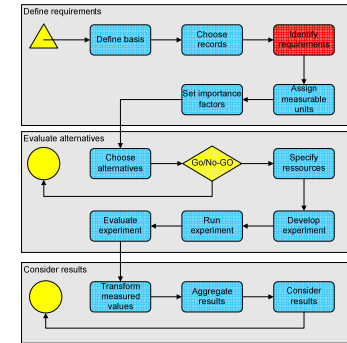 Define requirements
Define basis
Choose
records
Identify
requirements
Set importance
factors
Assign
measurable
units
Evaluate alternatives
Choose
alternatives
Go/No-GO
Specify
ressources
Evaluate
experiment
Run
experiment
Develop
experiment
Consider results
Transform
measured
values
Aggregate
results
Consider
results